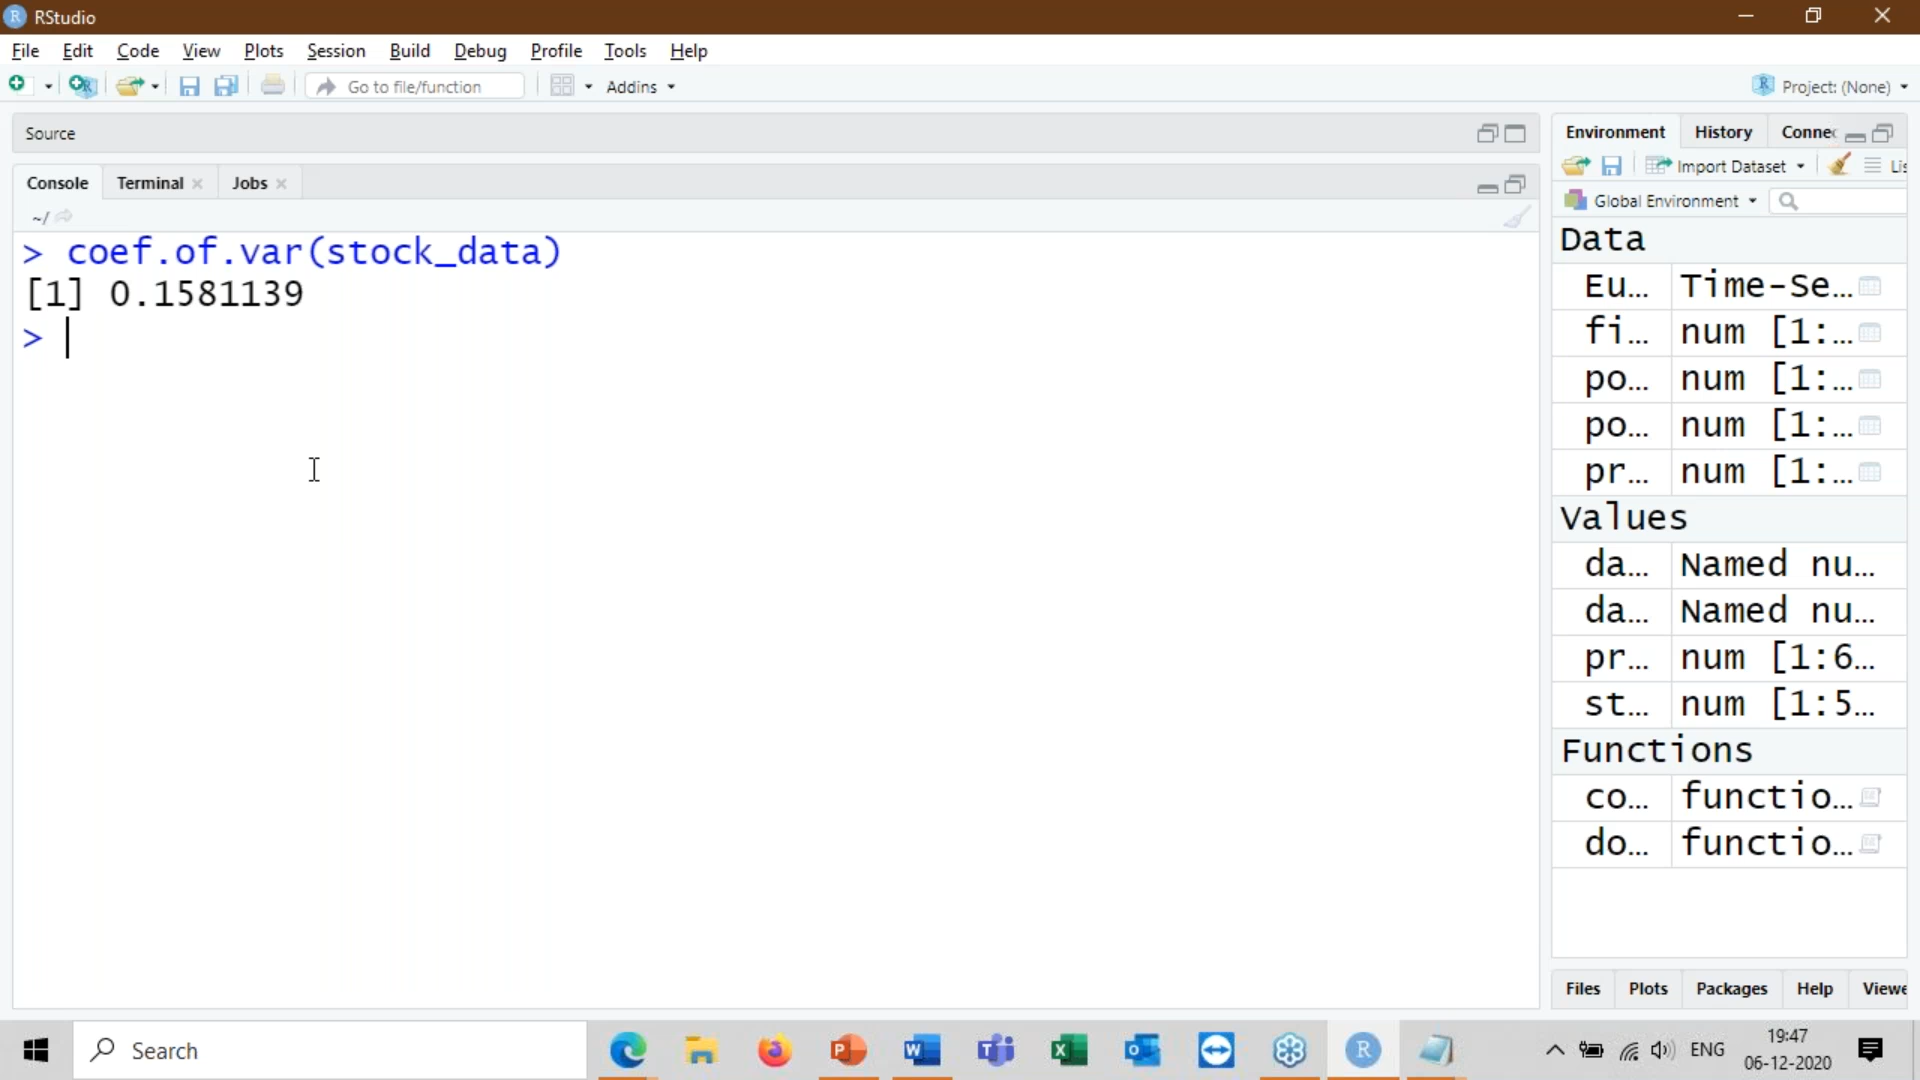 RStudio
File Edit Code View Plots Session Build Debug Profile Tools Help
Go to file/function Addins Project: (None)
Source
Console Terminal Jobs
~/
> coef.of.var(stock_data)
[1] 0.1581139
>
Environment History Connec
Import Dataset Lis
Global Environment
Data
Eu... Time-Se...
fi... num [1:...
po... num [1:...
po... num [1:...
pr... num [1:...
Values
da... Named nu...
da... Named nu...
pr... num [1:6...
st... num [1:5...
Functions
co... functio...
do... functio...
Files Plots Packages Help Viewe
Search
ENG
19:47
06-12-2020